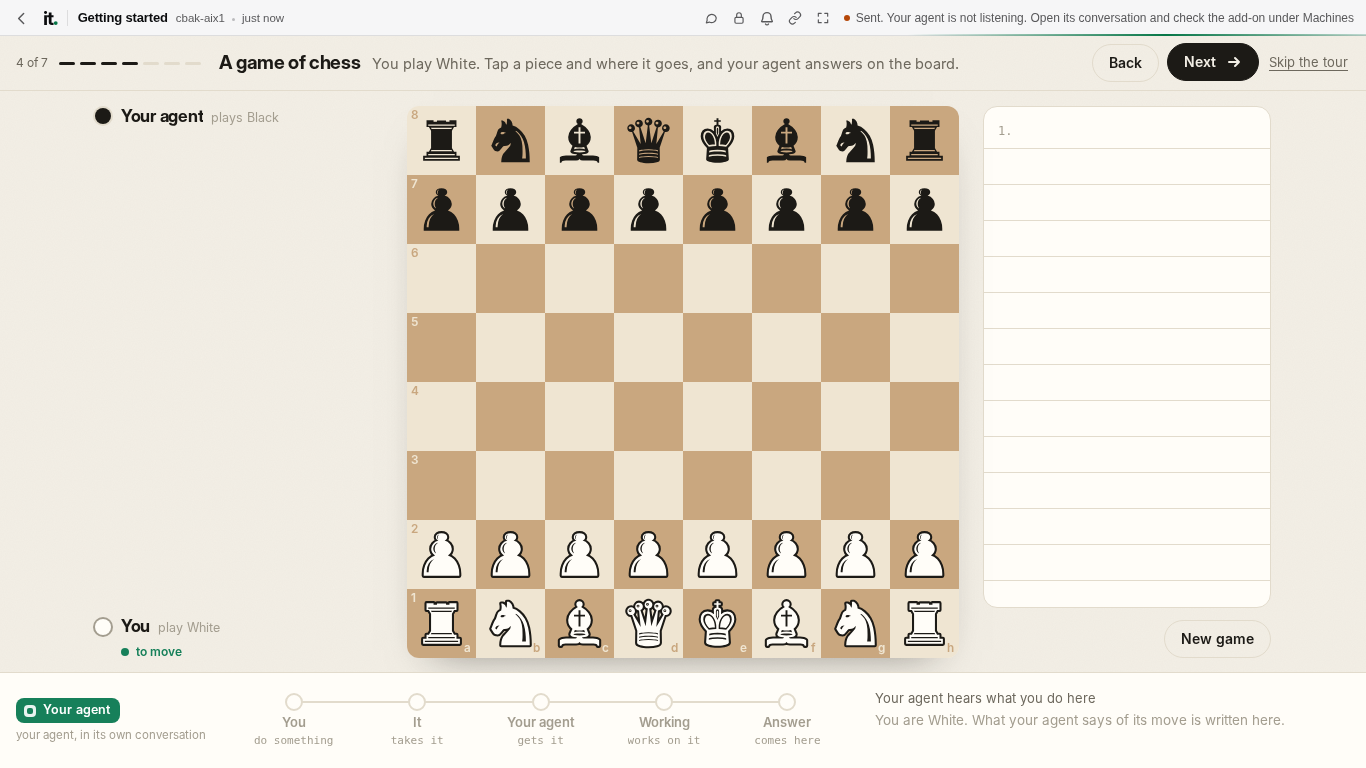 it. Getting started cbak-aix1 • just now
Sent. Your agent is not listening. Open its conversation and check the add-on under Machines
4 of 7
A game of chess You play White. Tap a piece and where it goes, and your agent answers on the board.
Back
Next
Skip the tour
Your agent plays Black
8
7
6
5
4
3
2
1
a b c d e f g h
1.
You play White
to move
New game
Your agent
your agent, in its own conversation
You
do something
It
takes it
Your agent
gets it
Working
works on it
Answer
comes here
Your agent hears what you do here
You are White. What your agent says of its move is written here.